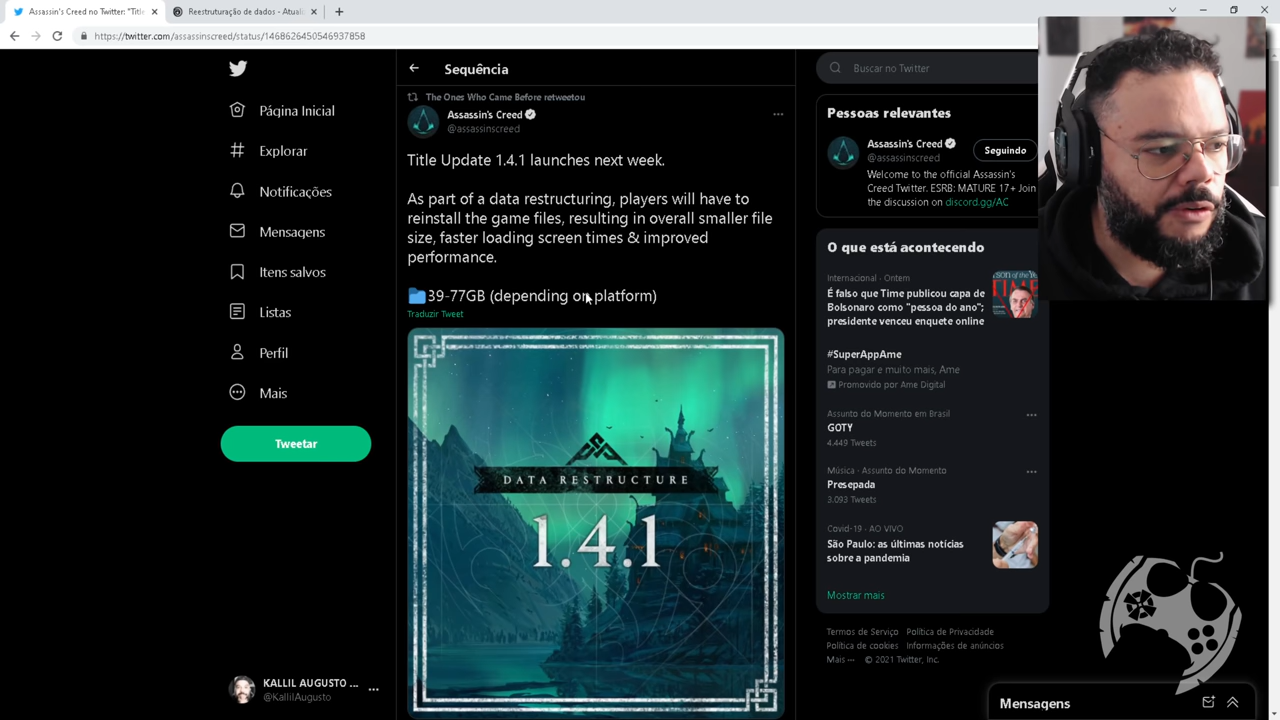 Assassin's Creed no Twitter: "Title
Reestruturação de dados - Atuali
https://twitter.com/assassinscreed/status/1468626450546937858
Página Inicial
Explorar
Notificações
Mensagens
Itens salvos
Listas
Perfil
Mais
Tweetar
KALLIL AUGUSTO ...
@KallilAugusto
Sequência
The Ones Who Came Before retweetou
Assassin's Creed
@assassinscreed
Title Update 1.4.1 launches next week.
As part of a data restructuring, players will have to
reinstall the game files, resulting in overall smaller file
size, faster loading screen times & improved
performance.
39-77GB (depending on platform)
Traduzir Tweet
DATA RESTRUCTURE
1.4.1
Buscar no Twitter
Pessoas relevantes
Assassin's Creed
@assassinscreed
Seguindo
Welcome to the official Assassin's
Creed Twitter. ESRB: MATURE 17+ Join
the discussion on discord.gg/AC
O que está acontecendo
Internacional · Ontem
É falso que Time publicou capa de
Bolsonaro como "pessoa do ano";
presidente venceu enquete online
TIME
#SuperAppAme
Para pagar e muito mais, Ame
Promovido por Ame Digital
Assunto do Momento em Brasil
GOTY
4.449 Tweets
Música · Assunto do Momento
Presepada
3.093 Tweets
Covid-19 · AO VIVO
São Paulo: as últimas notícias
sobre a pandemia
Mostrar mais
Termos de Serviço Política de Privacidade
Política de cookies Informações de anúncios
Mais ··· © 2021 Twitter, Inc.
Mensagens